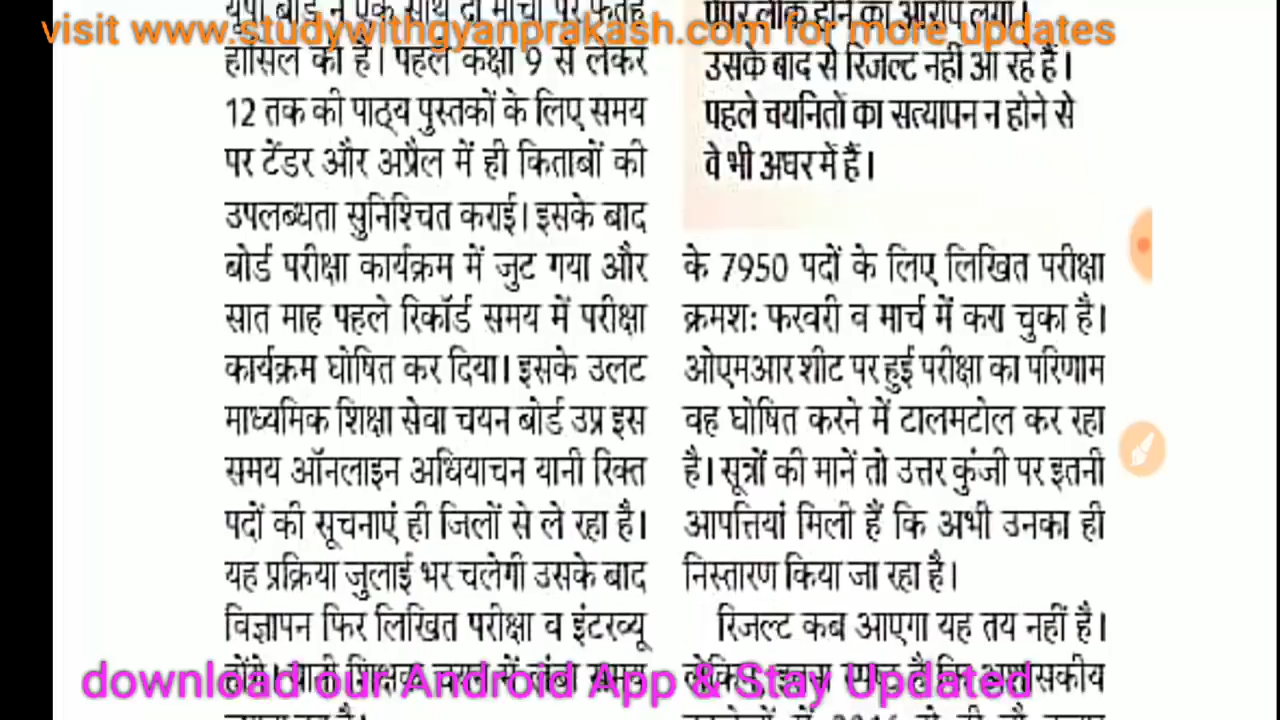 visit www.studywithgyanprakash.com for more updates
हासिल की है। पहले कक्षा 9 से लेकर
12 तक की पाठ्य पुस्तकों के लिए समय
पर टेंडर और अप्रैल में ही किताबों की
उपलब्धता सुनिश्चित कराई। इसके बाद
बोर्ड परीक्षा कार्यक्रम में जुट गया और
सात माह पहले रिकॉर्ड समय में परीक्षा
कार्यक्रम घोषित कर दिया। इसके उलट
माध्यमिक शिक्षा सेवा चयन बोर्ड उप्र इस
समय ऑनलाइन अधियाचन यानी रिक्त
पदों की सूचनाएं ही जिलों से ले रहा है।
यह प्रक्रिया जुलाई भर चलेगी उसके बाद
विज्ञापन फिर लिखित परीक्षा व इंटरव्यू
पेपर लीक होने का आरोप लगा।
उसके बाद से रिजल्ट नहीं आ रहे हैं।
पहले चयनितों का सत्यापन न होने से
वे भी अधर में हैं।
के 7950 पदों के लिए लिखित परीक्षा
क्रमशः फरवरी व मार्च में करा चुका है।
ओएमआर शीट पर हुई परीक्षा का परिणाम
वह घोषित करने में टालमटोल कर रहा
है। सूत्रों की मानें तो उत्तर कुंजी पर इतनी
आपत्तियां मिली हैं कि अभी उनका ही
निस्तारण किया जा रहा है।
रिजल्ट कब आएगा यह तय नहीं है।
download our Android App & Stay Updated